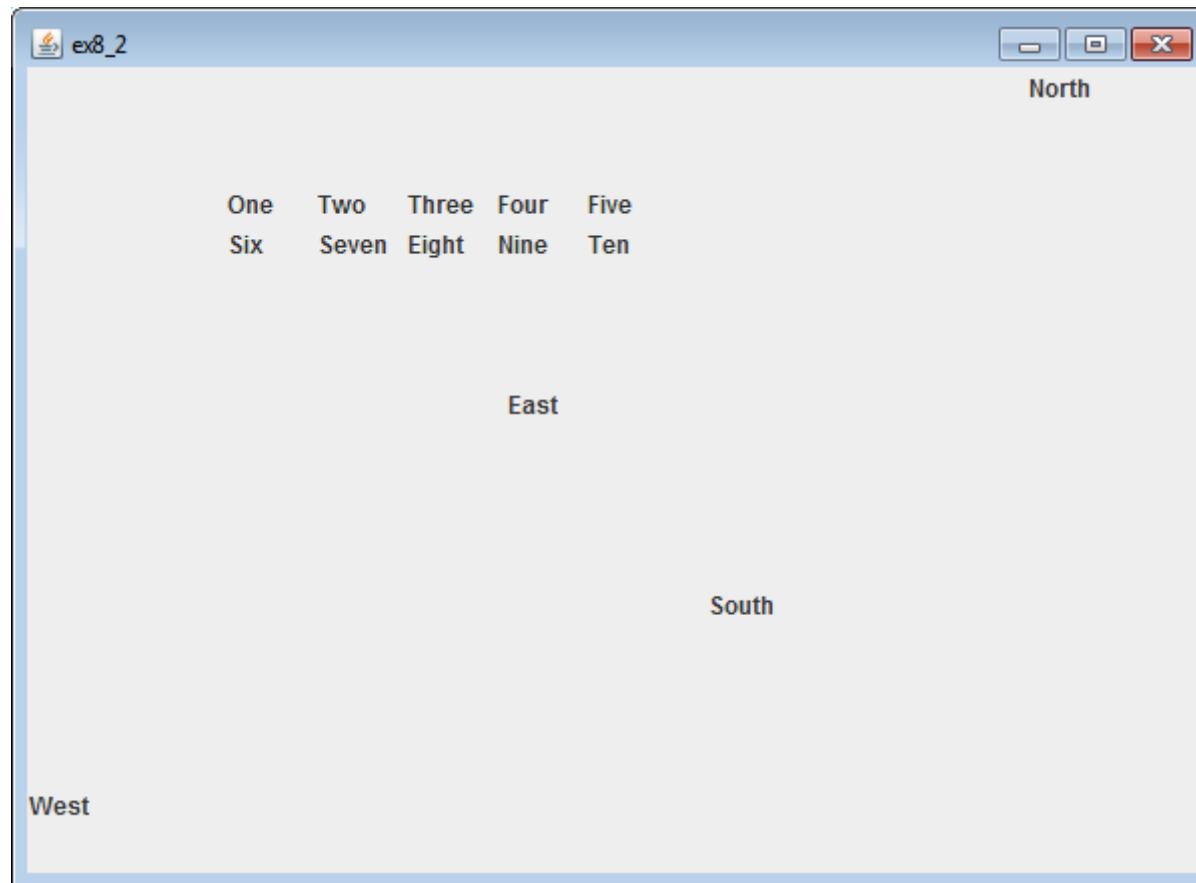 ex8_2
North
One Two Three Four Five
Six Seven Eight Nine Ten
East
South
West